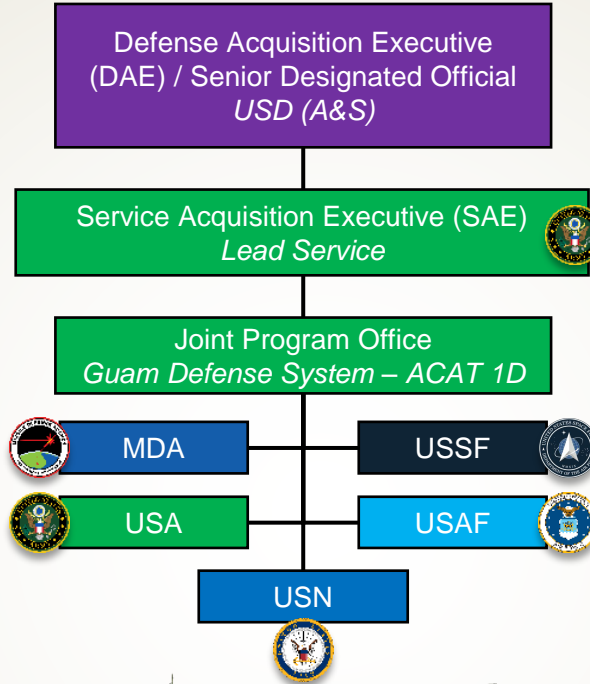 Defense Acquisition Executive
(DAE) / Senior Designated Official
USD (A&S)
Service Acquisition Executive (SAE)
Lead Service
Joint Program Office
Guam Defense System – ACAT 1D
MDA
USSF
USA
USAF
USN